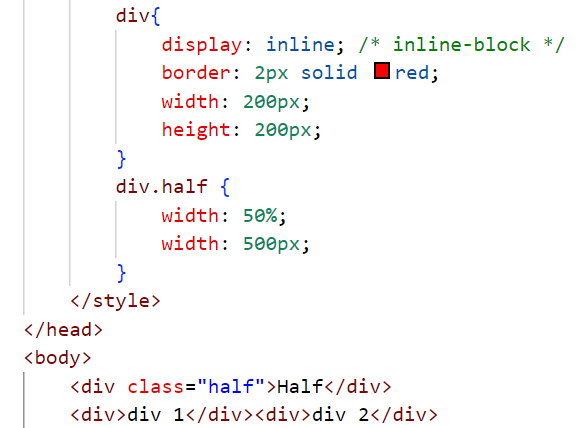 div{
display: inline; /* inline-block */
border: 2px solid red;
width: 200px;
height: 200px;
}
div.half {
width: 50%;
width: 500px;
}
</style>
</head>
<body>
<div class="half">Half</div>
<div>div 1</div><div>div 2</div>